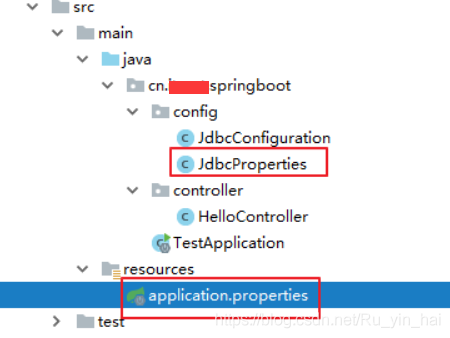 src
main
java
cn. springboot
config
JdbcConfiguration
JdbcProperties
controller
HelloController
TestApplication
resources
application.properties
test
https://blog.csdn.net/Ru_yin_hai